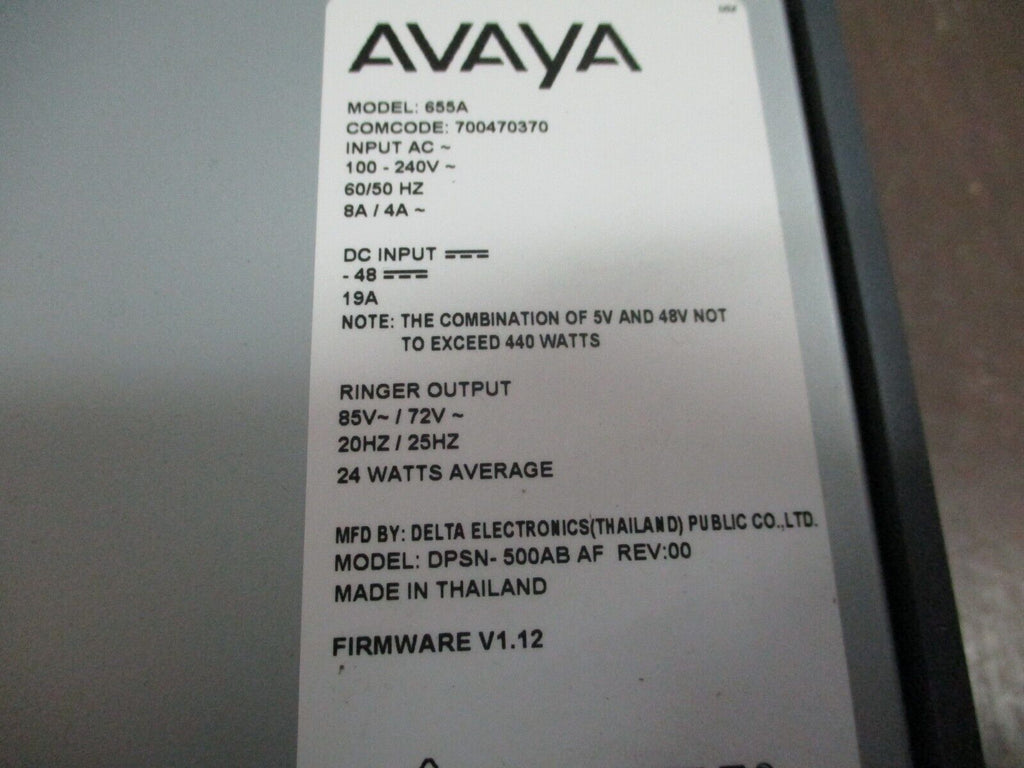 AVAYA
MODEL: 655A
COMCODE: 700470370
INPUT AC ~
100 - 240V ~
60/50 HZ
8A / 4A ~
DC INPUT ⎓
- 48 ⎓
19A
NOTE: THE COMBINATION OF 5V AND 48V NOT
TO EXCEED 440 WATTS
RINGER OUTPUT
85V~ / 72V ~
20HZ / 25HZ
24 WATTS AVERAGE
MFD BY: DELTA ELECTRONICS(THAILAND) PUBLIC CO.,LTD.
MODEL: DPSN- 500AB AF REV:00
MADE IN THAILAND
FIRMWARE V1.12